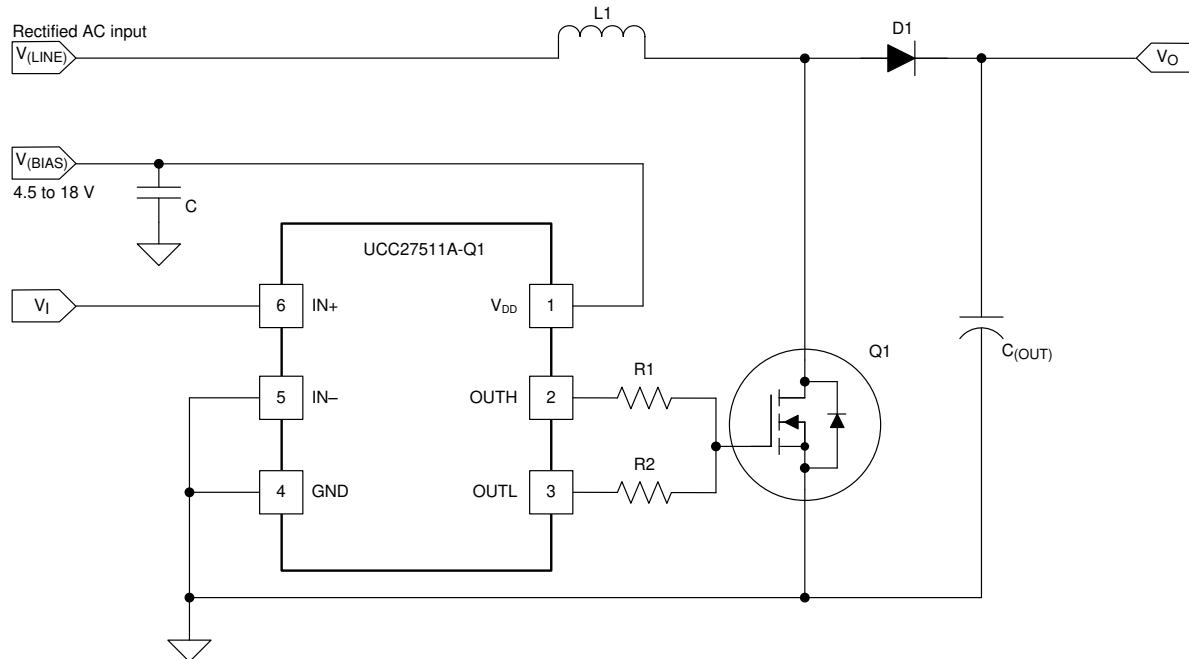 L1
Rectified AC input
D1
V(LINE)
VO
V(BIAS)
4.5 to 18 V
C
UCC27511A-Q1
VI
6 IN+
VDD 1
C(OUT)
Q1
R1
5 IN–
OUTH 2
R2
4 GND
OUTL 3